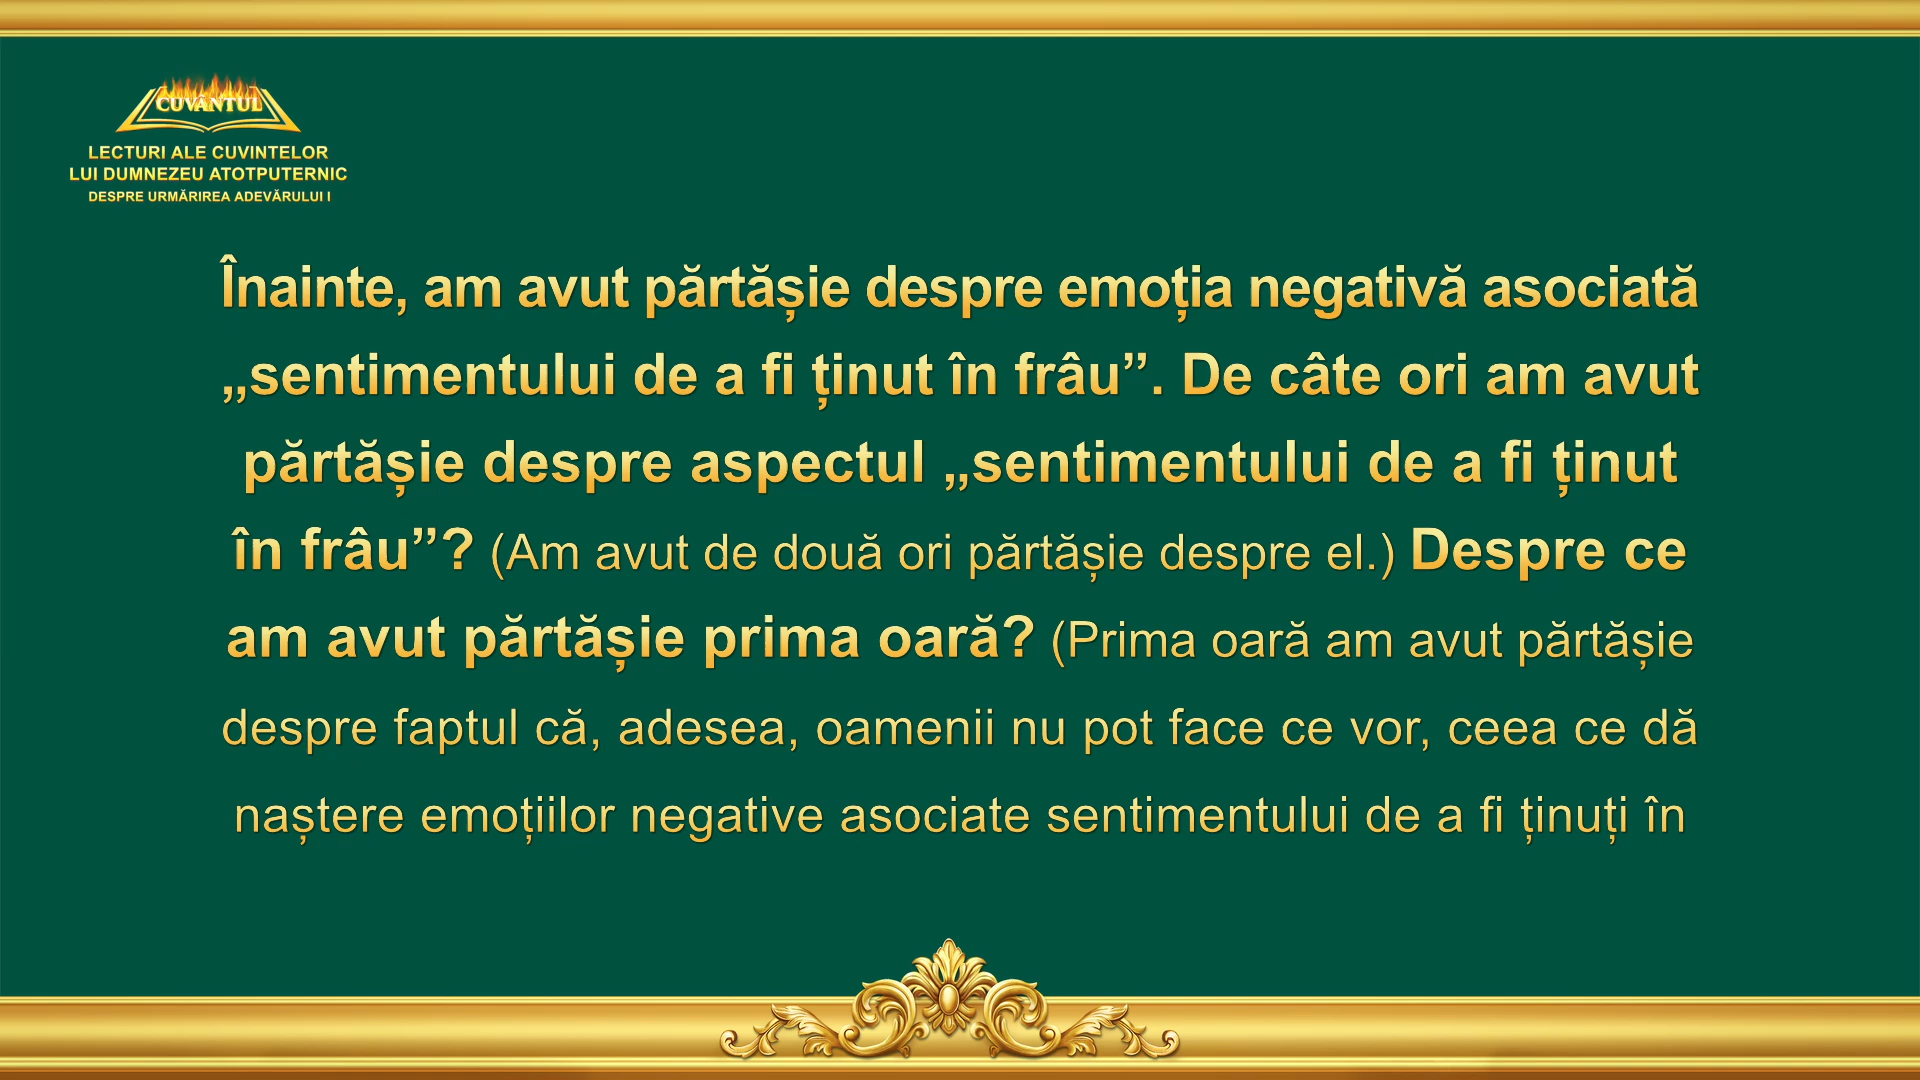 CUVÂNTUL
LECTURI ALE CUVINTELOR
LUI DUMNEZEU ATOTPUTERNIC
DESPRE URMĂRIREA ADEVĂRULUI I
Înainte, am avut părtășie despre emoția negativă asociată
„sentimentului de a fi ținut în frâu”. De câte ori am avut
părtășie despre aspectul „sentimentului de a fi ținut
în frâu”? (Am avut de două ori părtășie despre el.) Despre ce
am avut părtășie prima oară? (Prima oară am avut părtășie
despre faptul că, adesea, oamenii nu pot face ce vor, ceea ce dă
naștere emoțiilor negative asociate sentimentului de a fi ținuți în